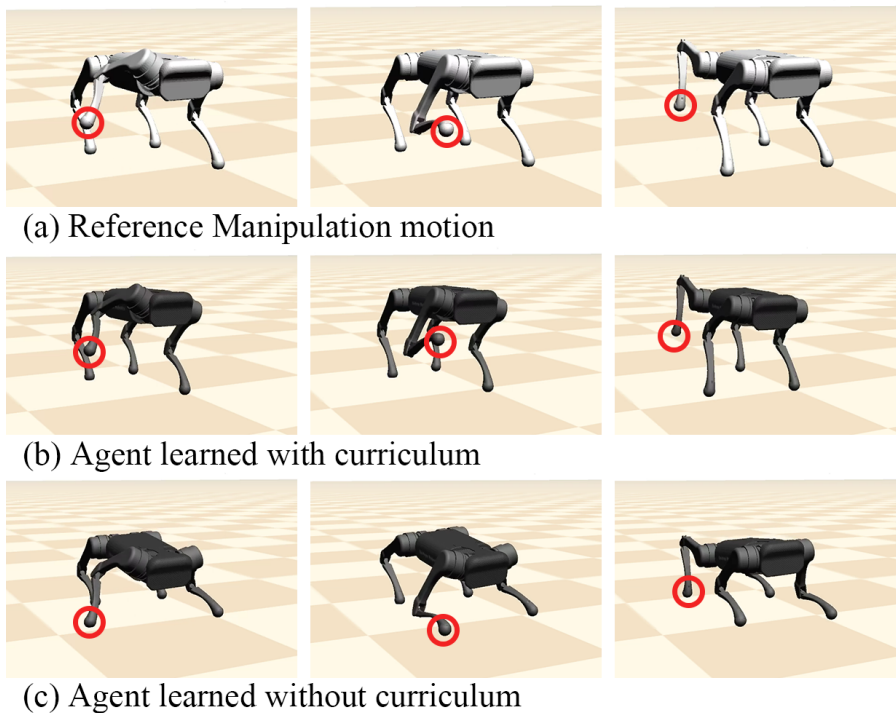 (a) Reference Manipulation motion
(b) Agent learned with curriculum
(c) Agent learned without curriculum